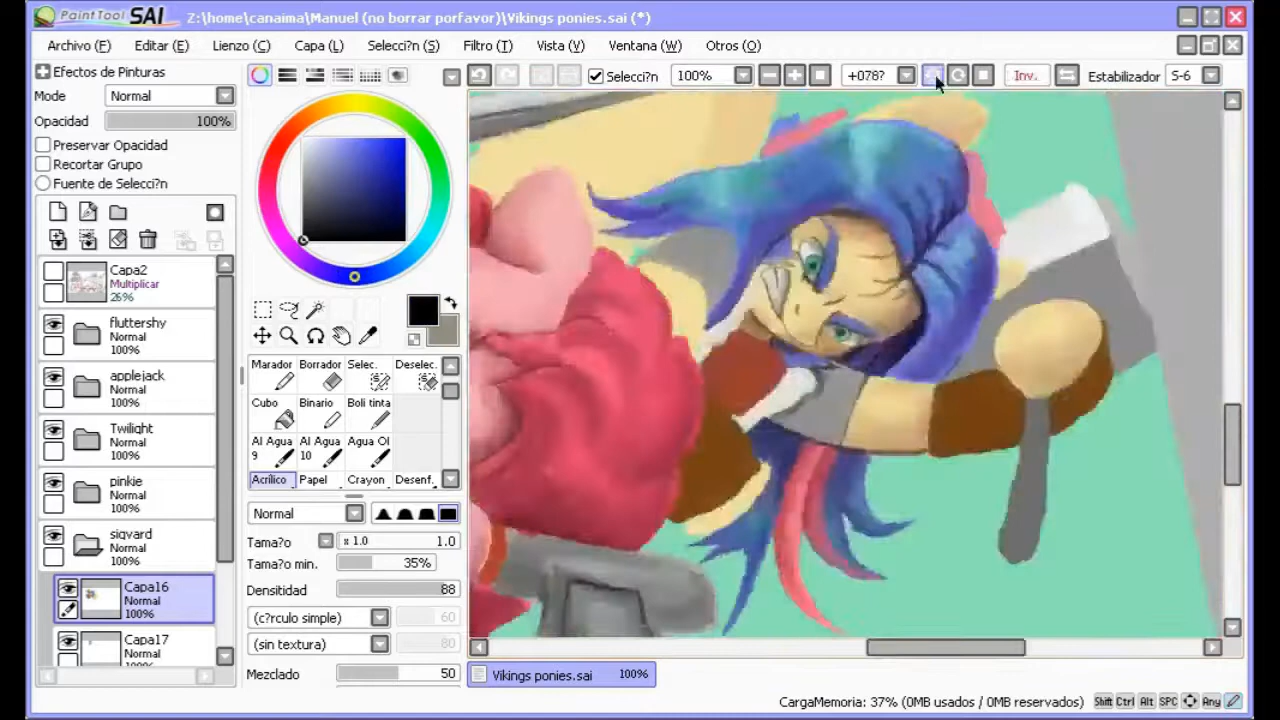 PaintTool SAI Z:\home\canaima\Manuel (no borrar porfavor)\Vikings ponies.sai (*)
Archivo (F) Editar (E) Lienzo (C) Capa (L) Selecci?n (S) Filtro (T) Vista (V) Ventana (W) Otros (O)
Efectos de Pinturas
Selecci?n 100% +078? Inv. Estabilizador S-6
Mode Normal
Opacidad 100%
Preservar Opacidad
Recortar Grupo
Fuente de Selecci?n
Capa2
Multiplicar
26%
fluttershy
Normal
100%
applejack
Normal
100%
Twilight
Normal
100%
pinkie
Normal
100%
sigvard
Normal
100%
Capa16
Normal
100%
Capa17
Normal
100%
Marador Borrador Selec. Deselec.
Cubo Binario Boli tinta
Al Agua 9 Al Agua 10 Agua Ol
Acrílico Papel Crayon Desenf.
Normal
Tama?o x 1.0 1.0
Tama?o min. 35%
Densitidad 88
(c?rculo simple) 60
(sin textura) 80
Mezclado 50
Vikings ponies.sai 100%
CargaMemoria: 37% (0MB usados / 0MB reservados) Shift Ctrl Alt SPC Any